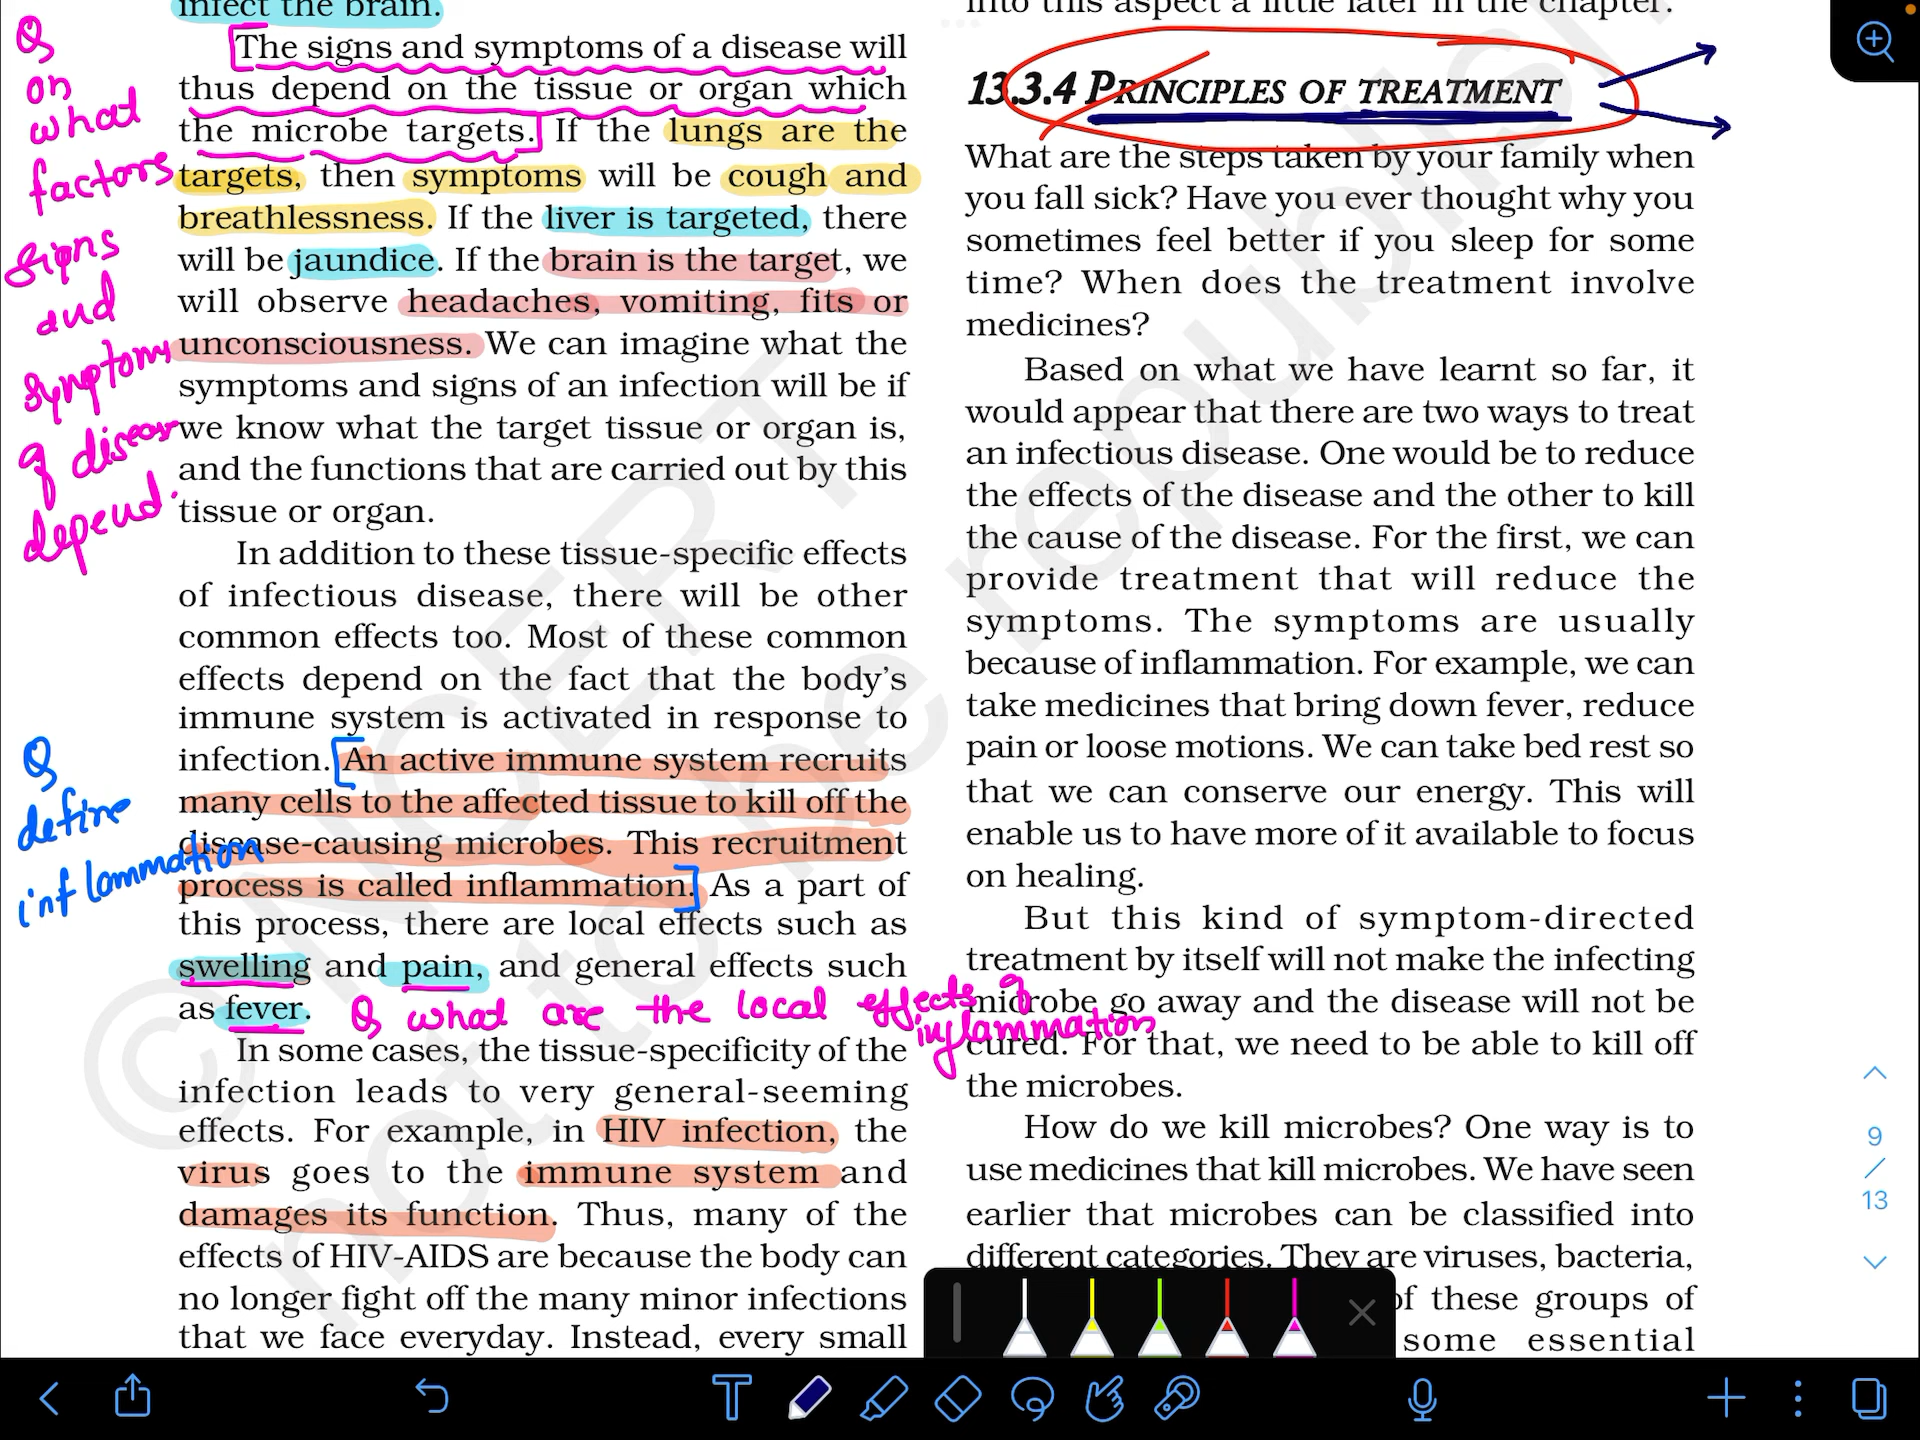 infect the brain.
The signs and symptoms of a disease will
thus depend on the tissue or organ which
the microbe targets. If the lungs are the
targets, then symptoms will be cough and
breathlessness. If the liver is targeted, there
will be jaundice. If the brain is the target, we
will observe headaches, vomiting, fits or
unconsciousness. We can imagine what the
symptoms and signs of an infection will be if
we know what the target tissue or organ is,
and the functions that are carried out by this
tissue or organ.
In addition to these tissue-specific effects
of infectious disease, there will be other
common effects too. Most of these common
effects depend on the fact that the body's
immune system is activated in response to
infection. An active immune system recruits
many cells to the affected tissue to kill off the
disease-causing microbes. This recruitment
process is called inflammation. As a part of
this process, there are local effects such as
swelling and pain, and general effects such
as fever.
In some cases, the tissue-specificity of the
infection leads to very general-seeming
effects. For example, in HIV infection, the
virus goes to the immune system and
damages its function. Thus, many of the
effects of HIV-AIDS are because the body can
no longer fight off the many minor infections
that we face everyday. Instead, every small
Q
on
what
factors
signs
and
symptoms
of disease
depend.
Q
define
inflammation
Q what are the local effects of
inflammation
into this aspect a little later in the chapter.
13.3.4 PRINCIPLES OF TREATMENT
What are the steps taken by your family when
you fall sick? Have you ever thought why you
sometimes feel better if you sleep for some
time? When does the treatment involve
medicines?
Based on what we have learnt so far, it
would appear that there are two ways to treat
an infectious disease. One would be to reduce
the effects of the disease and the other to kill
the cause of the disease. For the first, we can
provide treatment that will reduce the
symptoms. The symptoms are usually
because of inflammation. For example, we can
take medicines that bring down fever, reduce
pain or loose motions. We can take bed rest so
that we can conserve our energy. This will
enable us to have more of it available to focus
on healing.
But this kind of symptom-directed
treatment by itself will not make the infecting
microbe go away and the disease will not be
cured. For that, we need to be able to kill off
the microbes.
How do we kill microbes? One way is to
use medicines that kill microbes. We have seen
earlier that microbes can be classified into
different categories. They are viruses, bacteria,
of these groups of
some essential
© NCERT
not to be republish
9
/
13
T